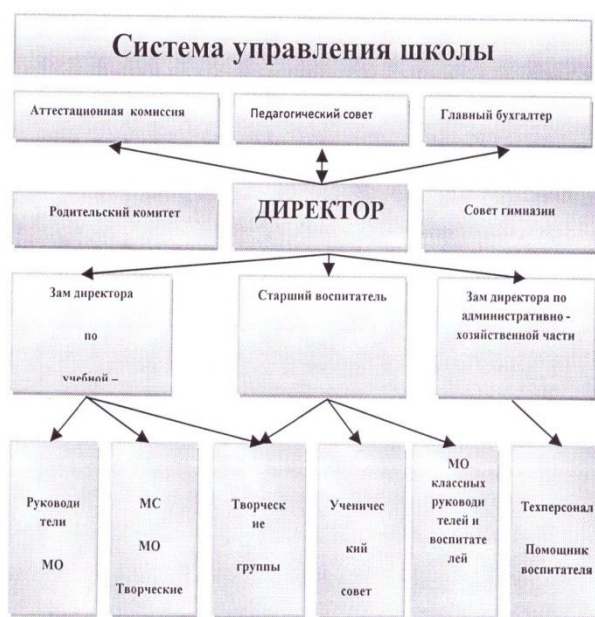 Система управления школы
Аттестационная комиссия
Педагогический совет
Главный бухгалтер
Родительский комитет
ДИРЕКТОР
Совет гимназии
Зам директора
по
учебной –
Старший воспитатель
Зам директора по
административно -
хозяйственной части
Руководи
тели
МО
МС
МО
Творческие
Творческ
ие
группы
Ученичес
кий
совет
МО
классных
руководи
телей и
воспитате
лей
Техперсонал
Помощник
воспитателя